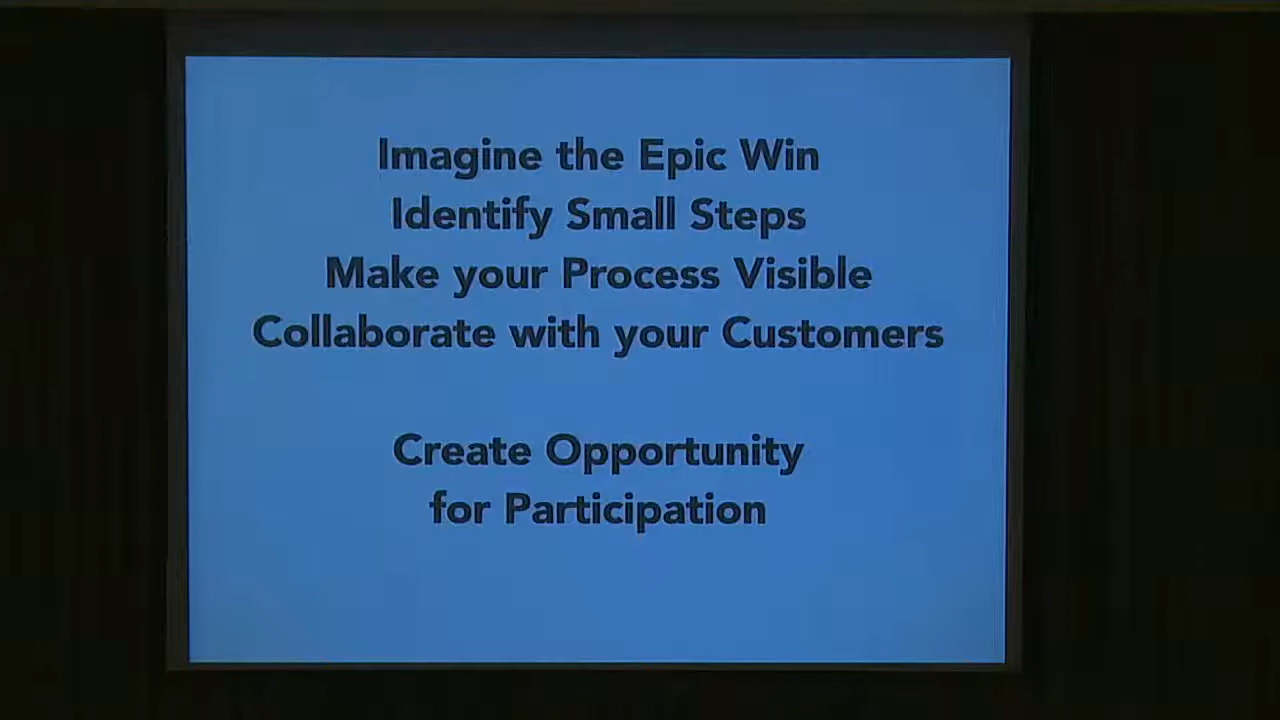 Imagine the Epic Win
Identify Small Steps
Make your Process Visible
Collaborate with your Customers
Create Opportunity
for Participation